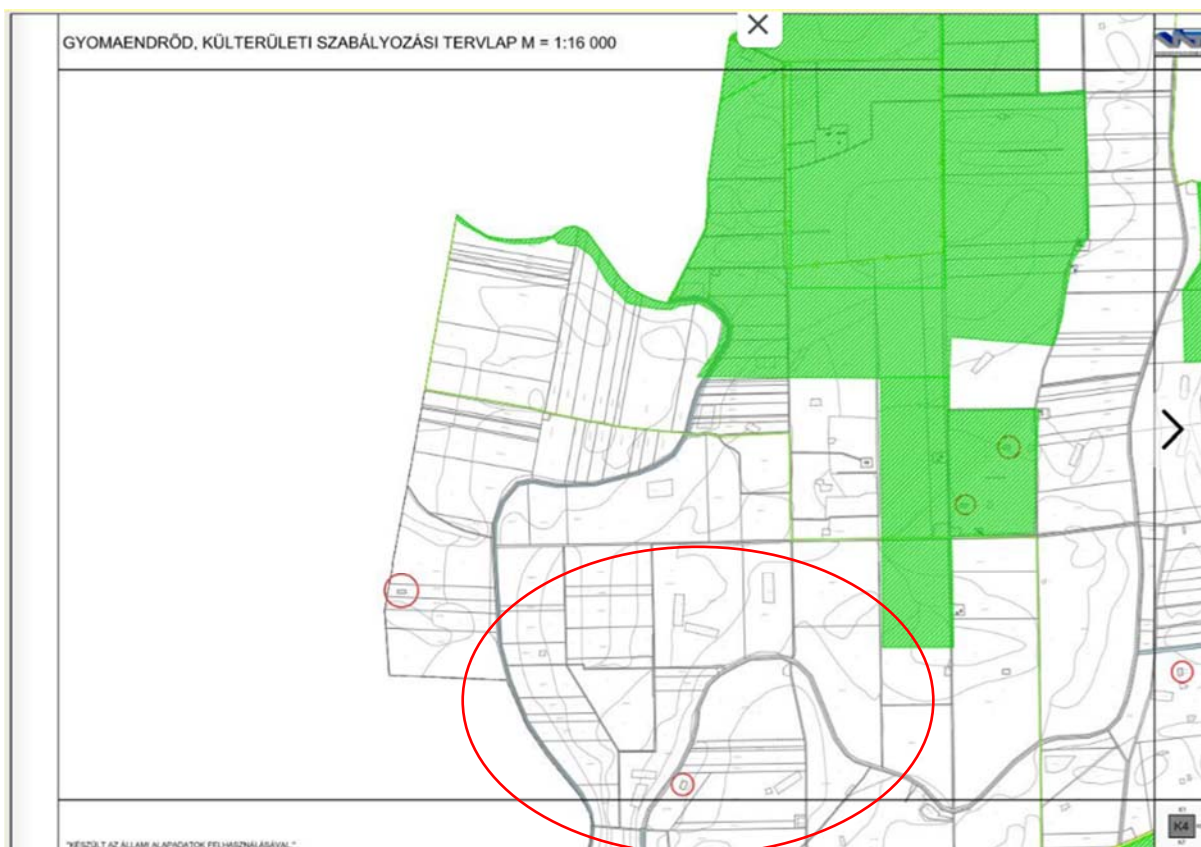 GYOMAENDRŐD, KÜLTERÜLETI SZABÁLYOZÁSI TERVLAP M = 1:16 000
K4
"KÉSZÜLT AZ ÁLLAMI ALAPADATOK FELHASZNÁLÁSÁVAL."